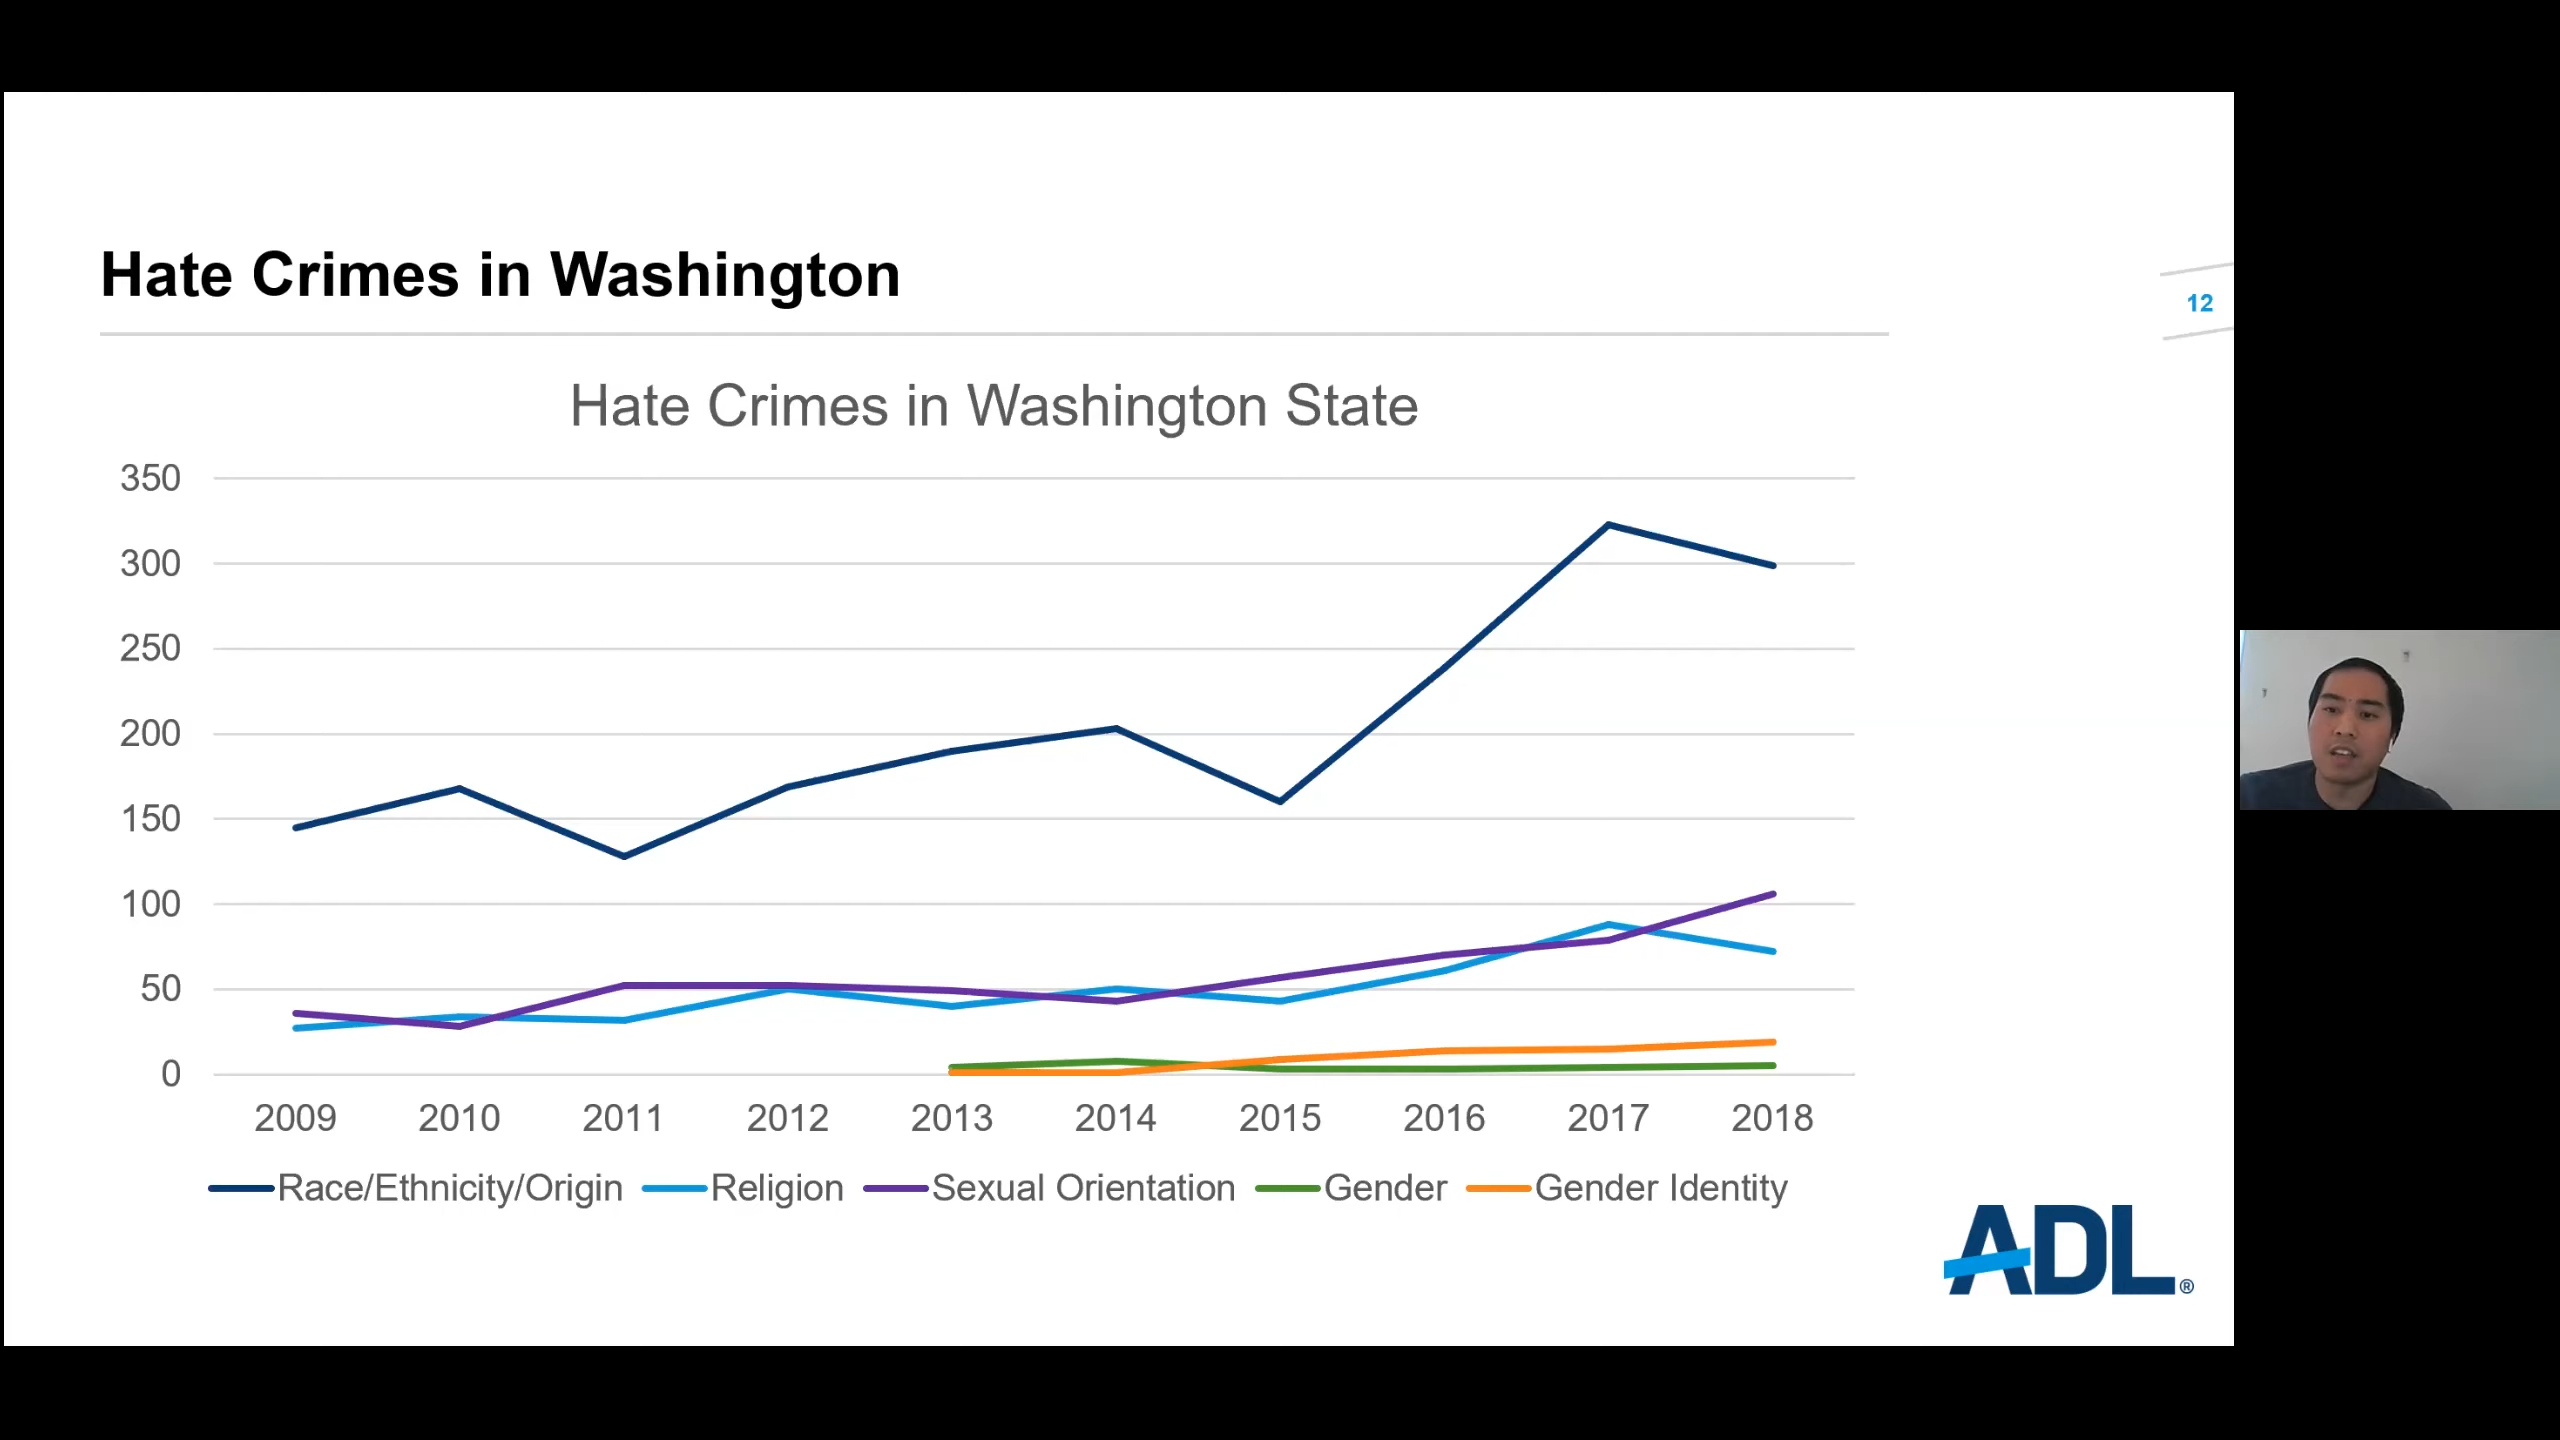 Hate Crimes in Washington
12
Hate Crimes in Washington State
350
300
250
200
150
100
50
0
2009 2010 2011 2012 2013 2014 2015 2016 2017 2018
Race/Ethnicity/Origin Religion Sexual Orientation Gender Gender Identity
ADL®